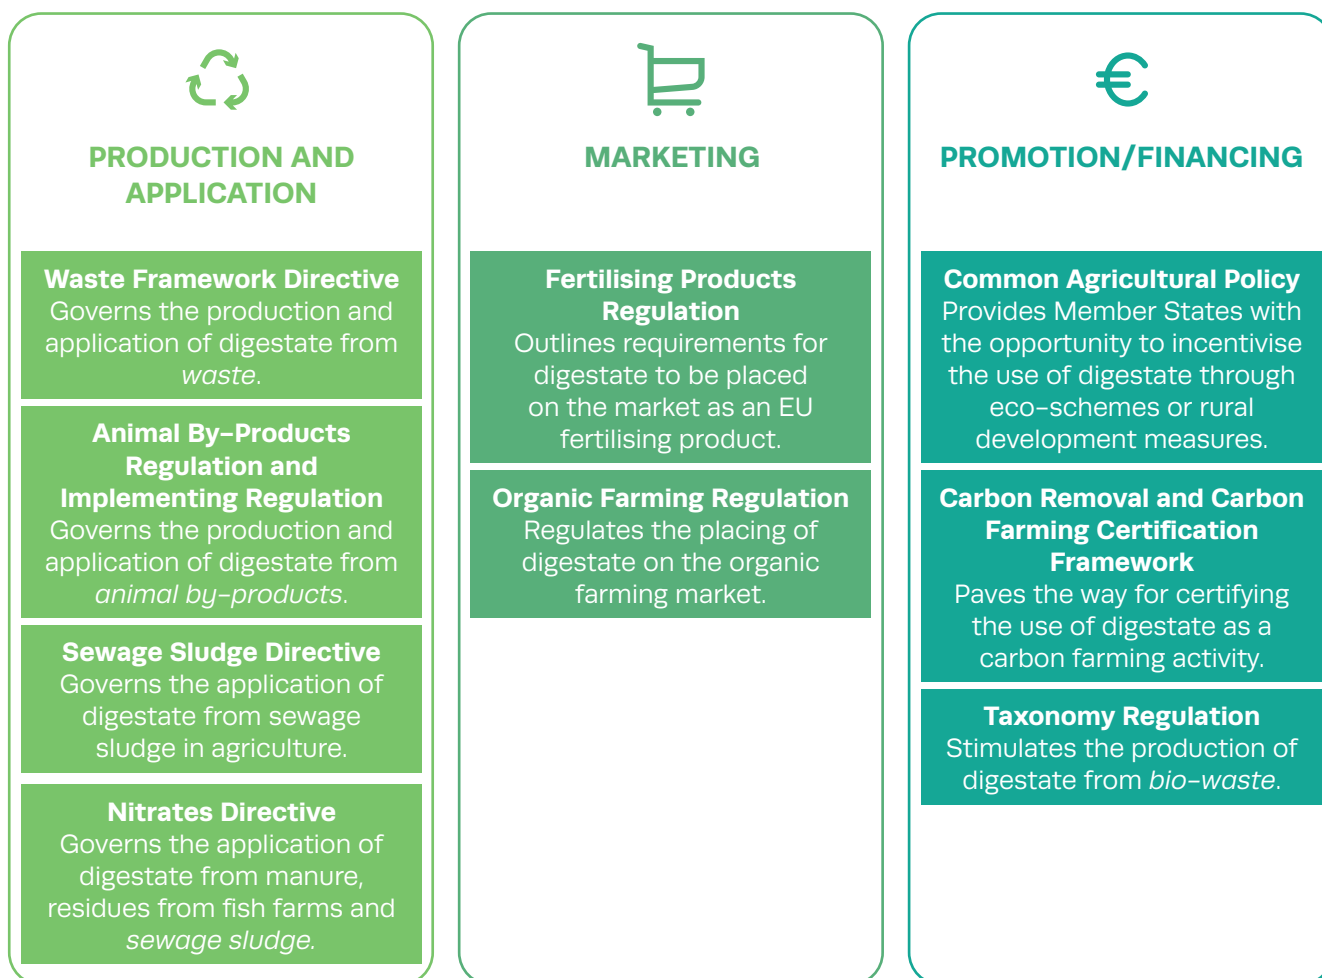 PRODUCTION AND
APPLICATION
Waste Framework Directive
Governs the production and
application of digestate from
waste.
Animal By-Products
Regulation and
Implementing Regulation
Governs the production and
application of digestate from
animal by-products.
Sewage Sludge Directive
Governs the application of
digestate from sewage
sludge in agriculture.
Nitrates Directive
Governs the application of
digestate from manure,
residues from fish farms and
sewage sludge.
MARKETING
Fertilising Products
Regulation
Outlines requirements for
digestate to be placed
on the market as an EU
fertilising product.
Organic Farming Regulation
Regulates the placing of
digestate on the organic
farming market.
PROMOTION/FINANCING
Common Agricultural Policy
Provides Member States with
the opportunity to incentivise
the use of digestate through
eco-schemes or rural
development measures.
Carbon Removal and Carbon
Farming Certification
Framework
Paves the way for certifying
the use of digestate as a
carbon farming activity.
Taxonomy Regulation
Stimulates the production of
digestate from bio-waste.